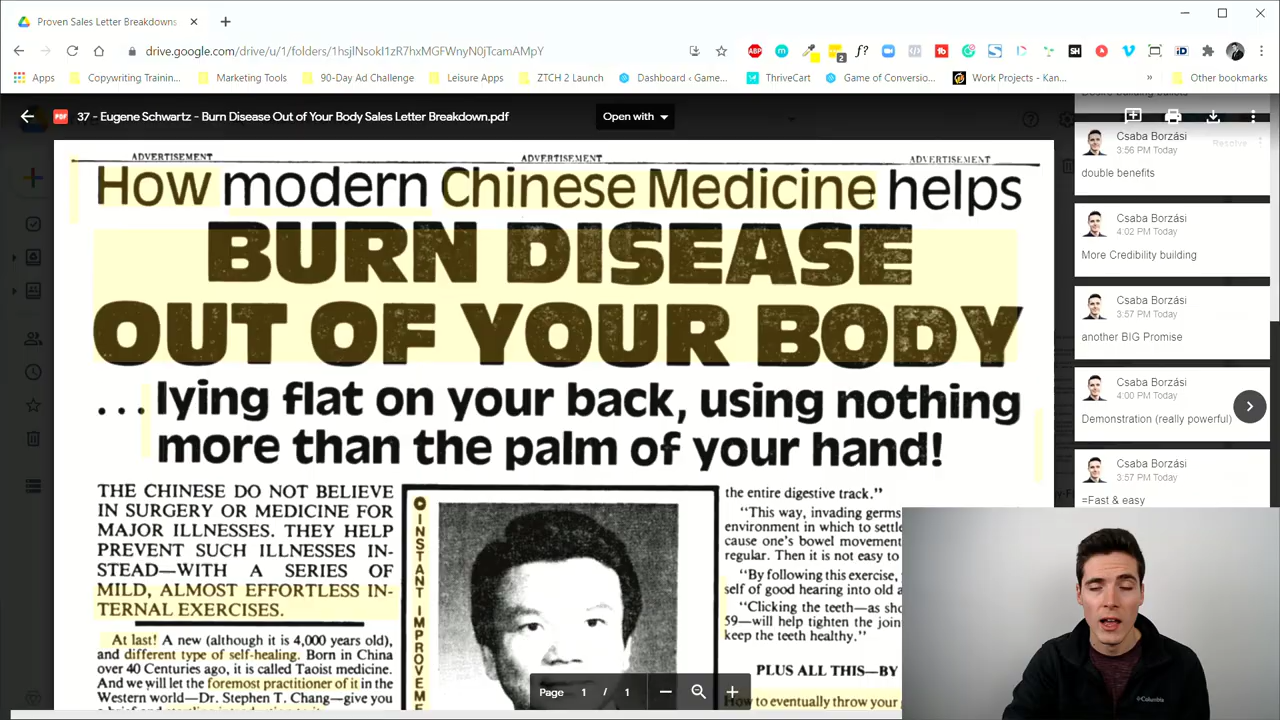 Proven Sales Letter Breakdowns
drive.google.com/drive/u/1/folders/1hsjlNsokI1zR7hxMGFWnyN0jTcamAMpY
Apps
Copywriting Trainin...
Marketing Tools
90-Day Ad Challenge
Leisure Apps
ZTCH 2 Launch
Dashboard ‹ Game...
ThriveCart
Game of Conversio...
Work Projects - Kan...
»
Other bookmarks
37 - Eugene Schwartz - Burn Disease Out of Your Body Sales Letter Breakdown.pdf
Open with
ADVERTISEMENT
ADVERTISEMENT
ADVERTISEMENT
How modern Chinese Medicine helps
BURN DISEASE
OUT OF YOUR BODY
...lying flat on your back, using nothing
more than the palm of your hand!
THE CHINESE DO NOT BELIEVE
IN SURGERY OR MEDICINE FOR
MAJOR ILLNESSES. THEY HELP
PREVENT SUCH ILLNESSES IN-
STEAD—WITH A SERIES OF
MILD, ALMOST EFFORTLESS IN-
TERNAL EXERCISES.
At last! A new (although it is 4,000 years old),
and different type of self-healing. Born in China
over 40 Centuries ago, it is called Taoist medicine.
And we will let the foremost practitioner of it in the
Western world—Dr. Stephen T. Chang—give you
INSTANT IMPROVEME
the entire digestive track."
"This way, invading germs
environment in which to settle
cause one's bowel movement
regular. Then it is not easy to
"By following this exercise,
self of good hearing into old a
"Clicking the teeth—as sho
59—will help tighten the join
keep the teeth healthy."
PLUS ALL THIS—BY
How to eventually throw your
Page 1 / 1
Csaba Borzási
3:56 PM Today
Resolve
double benefits
Csaba Borzási
4:02 PM Today
More Credibility building
Csaba Borzási
3:57 PM Today
another BIG Promise
Csaba Borzási
4:00 PM Today
Demonstration (really powerful)
Csaba Borzási
3:57 PM Today
=Fast & easy
Columbia